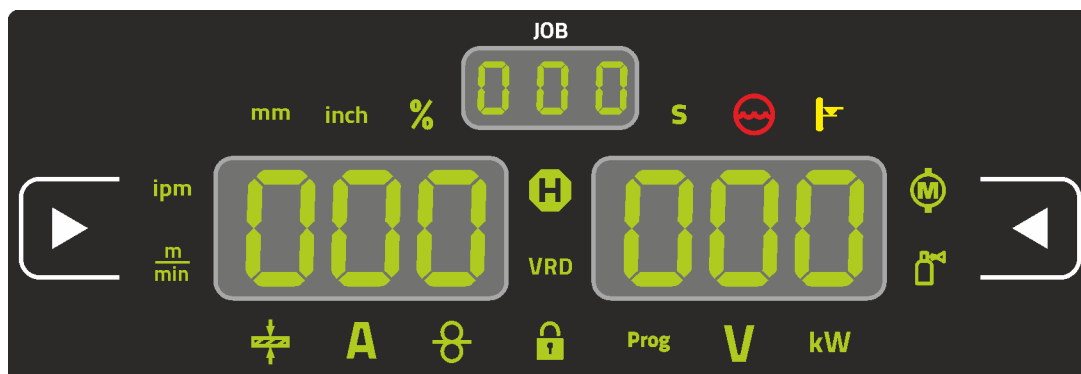 JOB
000
mm inch % S
ipm 000 H 000 M
m
min
VRD
A Prog V kW